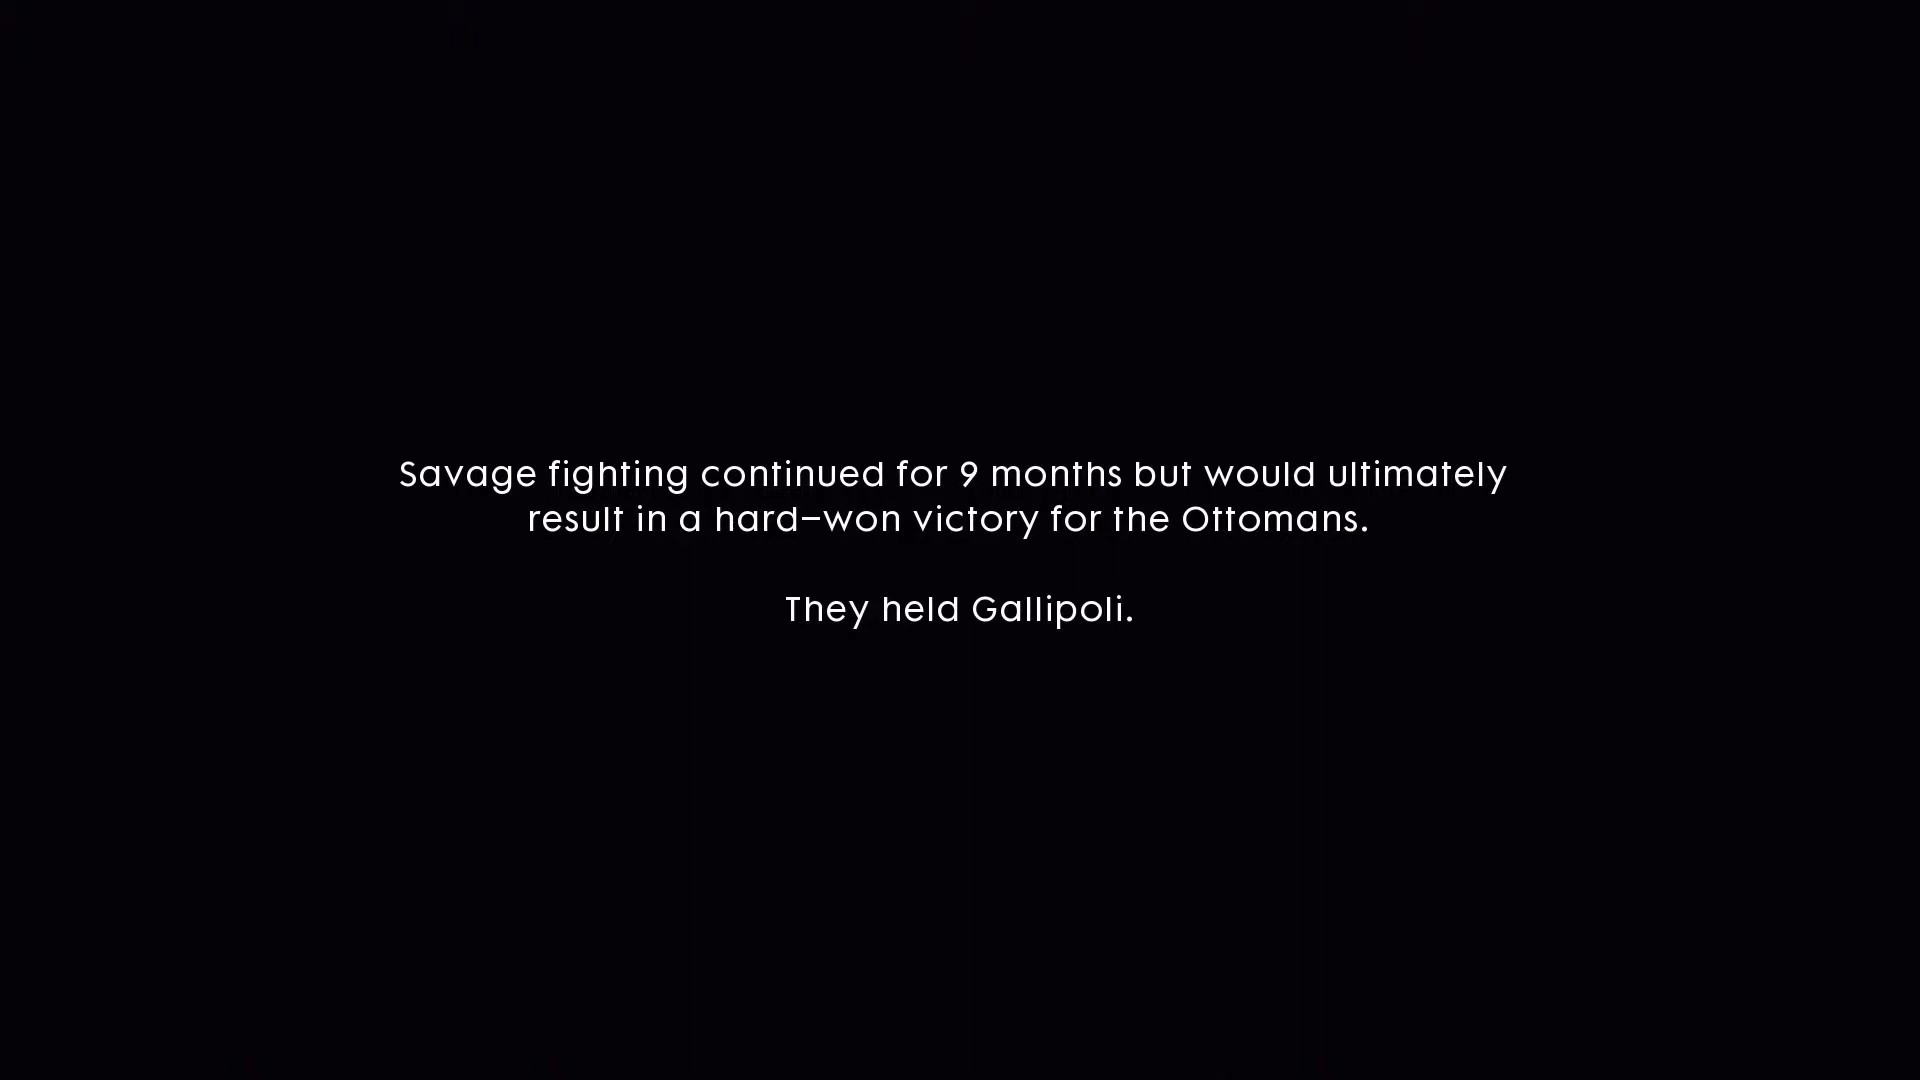 Savage fighting continued for 9 months but would ultimately
result in a hard–won victory for the Ottomans.
They held Gallipoli.